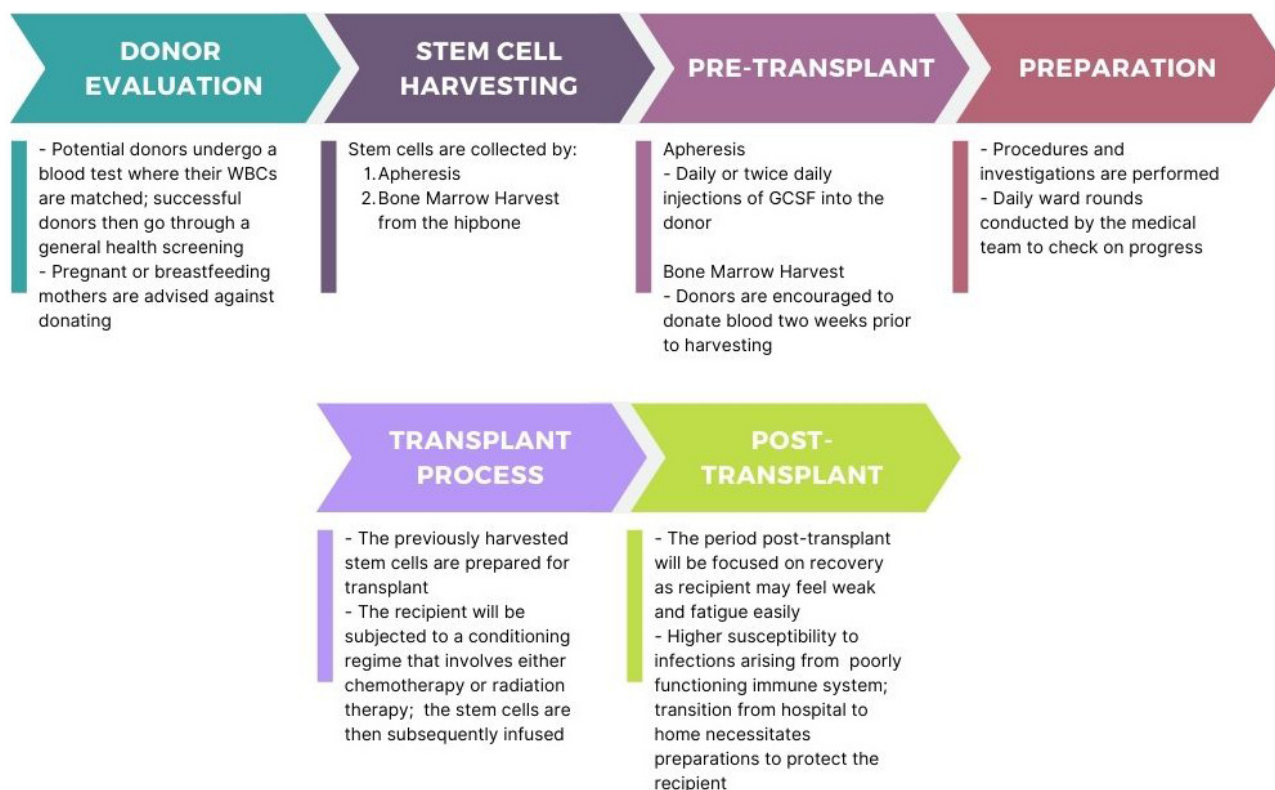 DONOR
EVALUATION
- Potential donors undergo a
blood test where their WBCs
are matched; successful
donors then go through a
general health screening
- Pregnant or breastfeeding
mothers are advised against
donating
STEM CELL
HARVESTING
Stem cells are collected by:
1. Apheresis
2. Bone Marrow Harvest
from the hipbone
PRE-TRANSPLANT
Apheresis
- Daily or twice daily
injections of GCSF into the
donor
Bone Marrow Harvest
- Donors are encouraged to
donate blood two weeks prior
to harvesting
PREPARATION
- Procedures and
investigations are performed
- Daily ward rounds
conducted by the medical
team to check on progress
TRANSPLANT
PROCESS
- The previously harvested
stem cells are prepared for
transplant
- The recipient will be
subjected to a conditioning
regime that involves either
chemotherapy or radiation
therapy;  the stem cells are
then subsequently infused
POST-
TRANSPLANT
- The period post-transplant
will be focused on recovery
as recipient may feel weak
and fatigue easily
- Higher susceptibility to
infections arising from  poorly
functioning immune system;
transition from hospital to
home necessitates
preparations to protect the
recipient